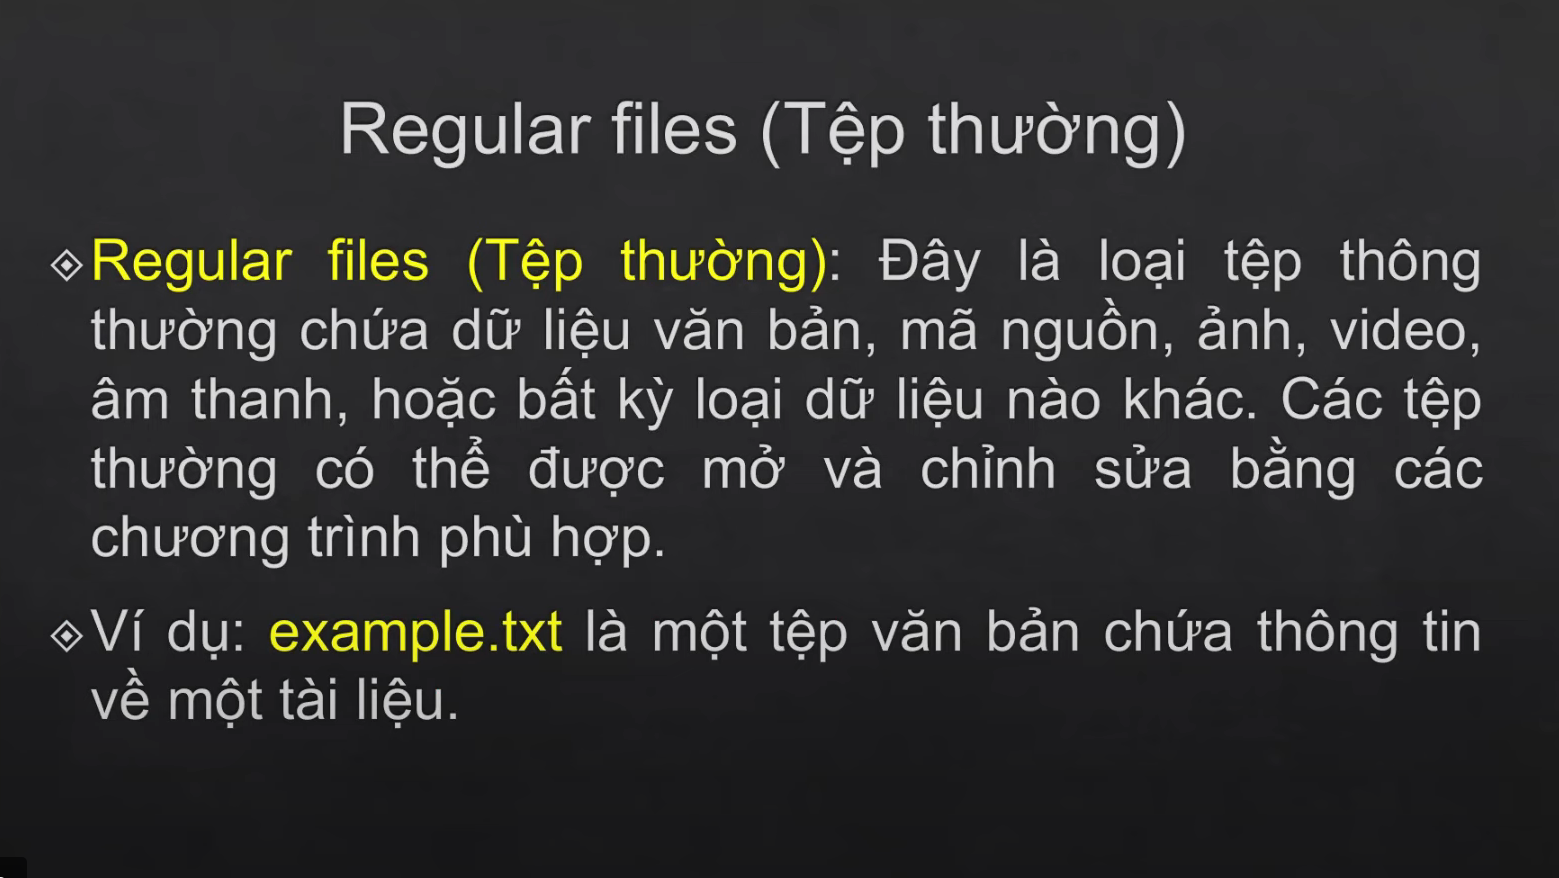 Regular files (Tệp thường)
Regular files (Tệp thường): Đây là loại tệp thông
thường chứa dữ liệu văn bản, mã nguồn, ảnh, video,
âm thanh, hoặc bất kỳ loại dữ liệu nào khác. Các tệp
thường có thể được mở và chỉnh sửa bằng các
chương trình phù hợp.
Ví dụ: example.txt là một tệp văn bản chứa thông tin
về một tài liệu.